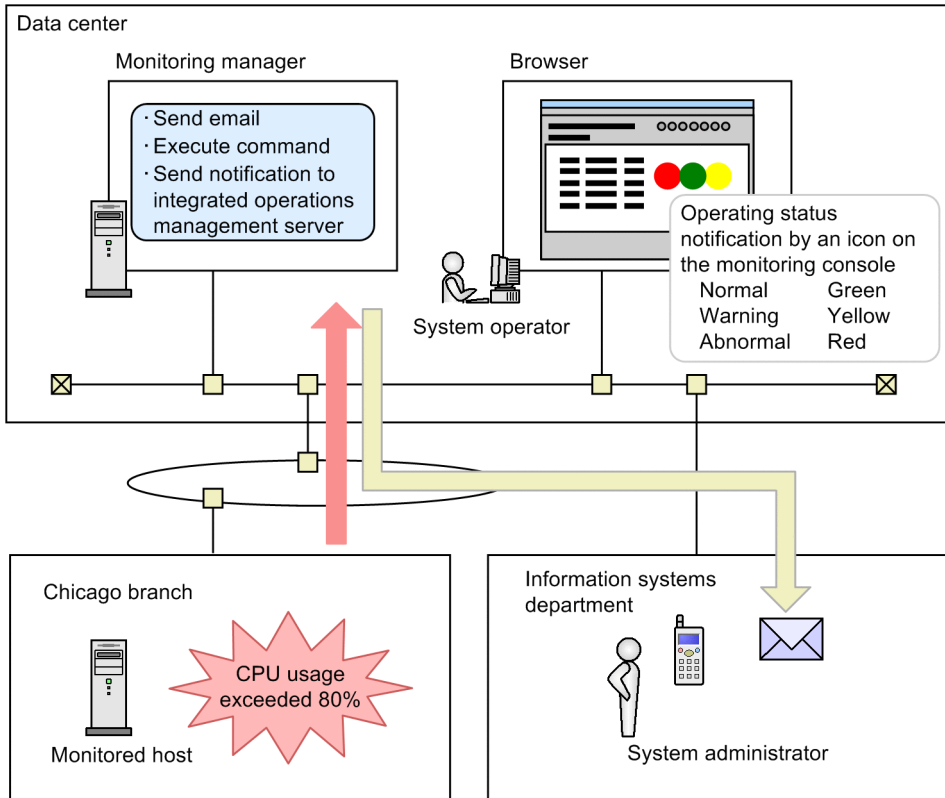 Data center
Monitoring manager
· Send email
· Execute command
· Send notification to
integrated operations
management server
Browser
System operator
Operating status
notification by an icon on
the monitoring console
Normal Green
Warning Yellow
Abnormal Red
Chicago branch
CPU usage
exceeded 80%
Monitored host
Information systems
department
System administrator